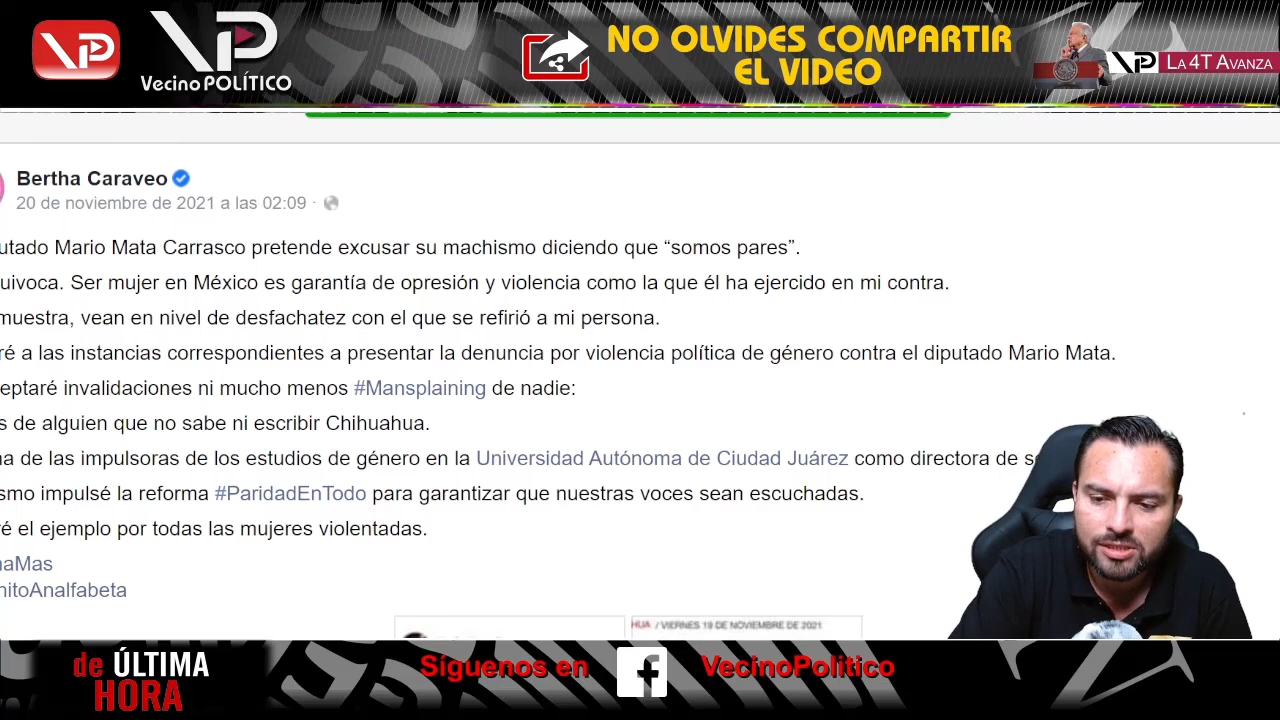 VP
VP
Vecino POLÍTICO
NO OLVIDES COMPARTIR
EL VIDEO
VP LA 4T AVANZA
Bertha Caraveo
20 de noviembre de 2021 a las 02:09 ·
utado Mario Mata Carrasco pretende excusar su machismo diciendo que “somos pares”.
uivoca. Ser mujer en México es garantía de opresión y violencia como la que él ha ejercido en mi contra.
muestra, vean en nivel de desfachatez con el que se refirió a mi persona.
ré a las instancias correspondientes a presentar la denuncia por violencia política de género contra el diputado Mario Mata.
eptaré invalidaciones ni mucho menos #Mansplaining de nadie:
s de alguien que no sabe ni escribir Chihuahua.
na de las impulsoras de los estudios de género en la Universidad Autónoma de Ciudad Juárez como directora de so
smo impulsé la reforma #ParidadEnTodo para garantizar que nuestras voces sean escuchadas.
ré el ejemplo por todas las mujeres violentadas.
naMas
hitoAnalfabeta
HUA / VIERNES 19 DE NOVIEMBRE DE 2021
de ÚLTIMA
HORA
Síguenos en f VecinoPolitico